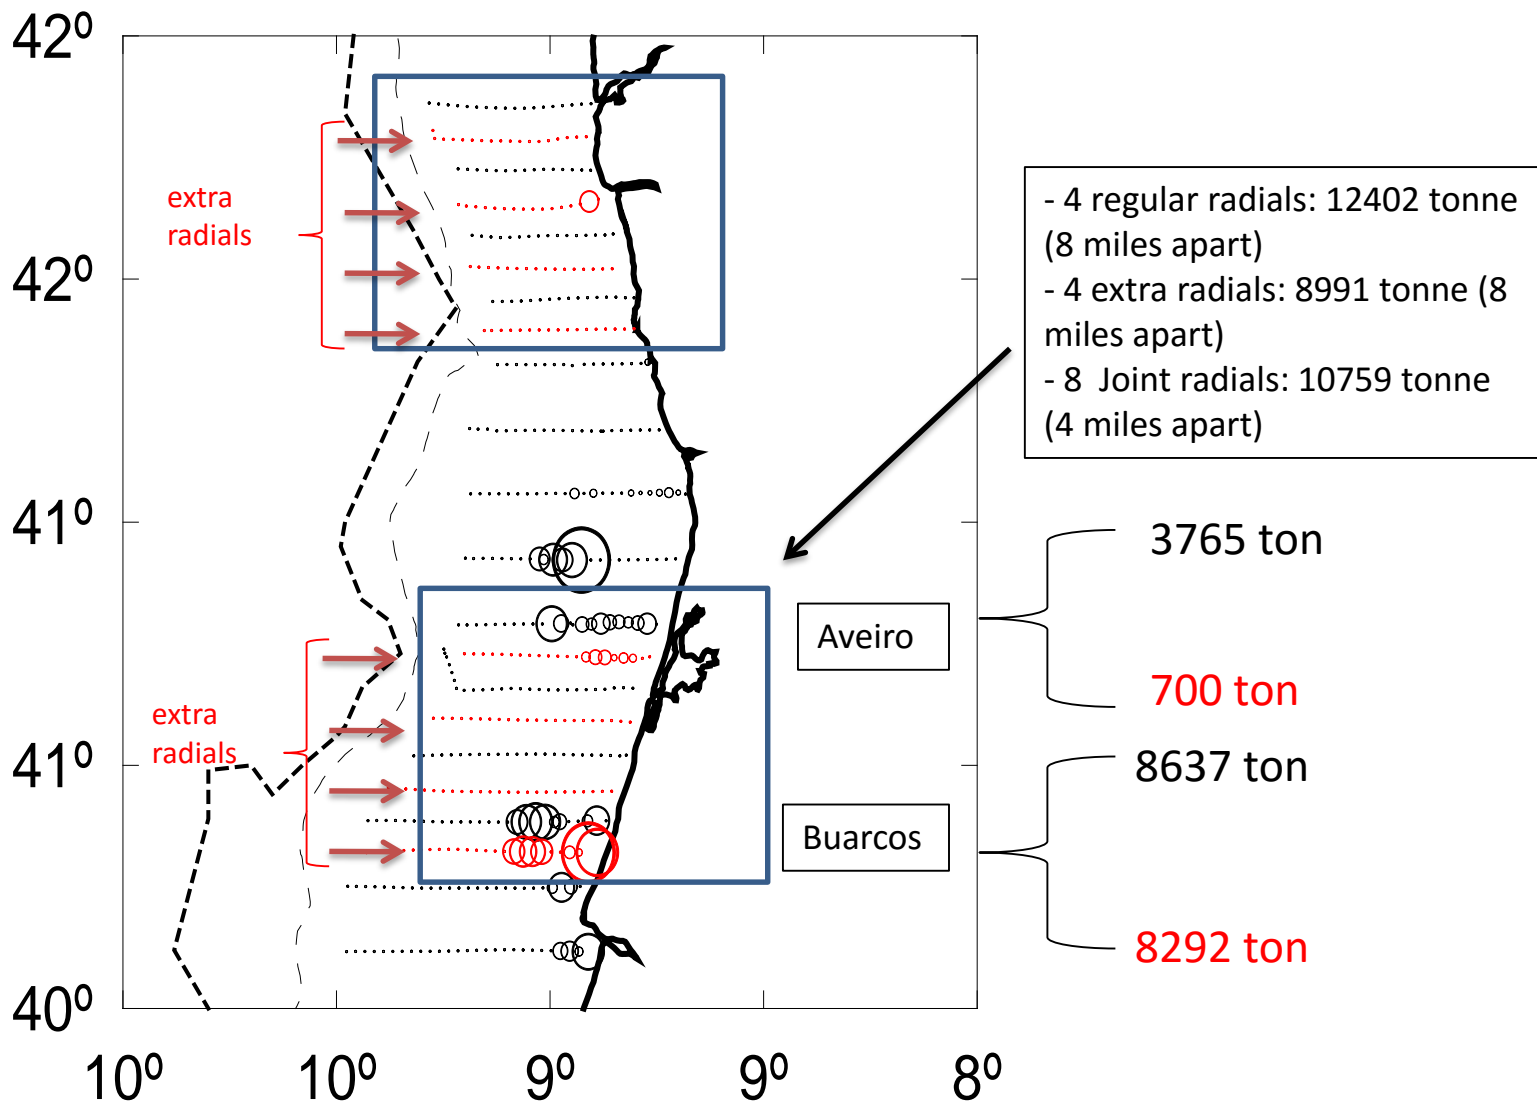 42⁰
42⁰
41⁰
41⁰
40⁰
10⁰ 10⁰ 9⁰ 9⁰ 8⁰
extra
radials
extra
radials
- 4 regular radials: 12402 tonne
(8 miles apart)
- 4 extra radials: 8991 tonne (8
miles apart)
- 8 Joint radials: 10759 tonne
(4 miles apart)
Aveiro
Buarcos
3765 ton
700 ton
8637 ton
8292 ton